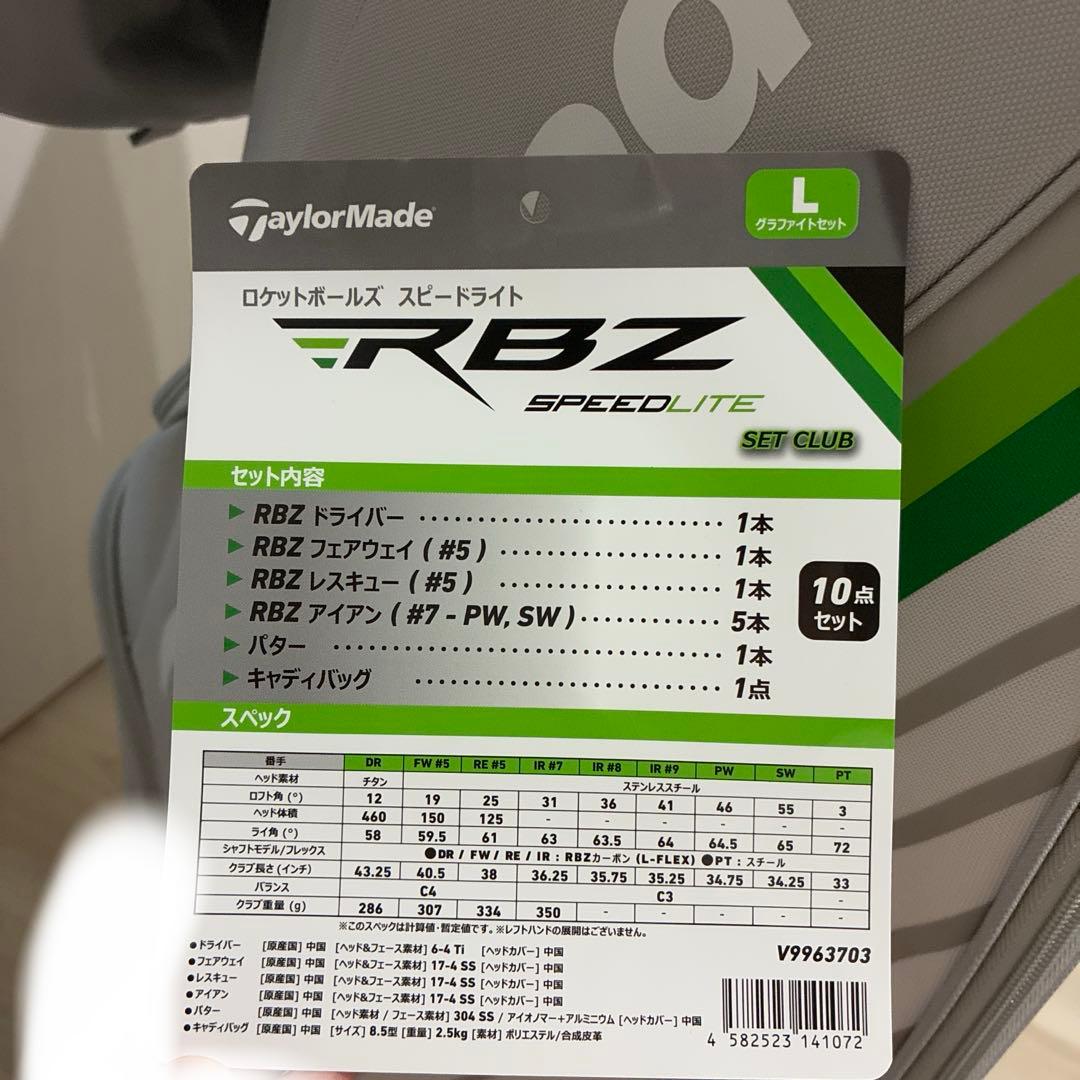 TaylorMade
L
グラファイトセット
ロケットボールズ スピードライト
RBZ
SPEEDLITE
SET CLUB
セット内容
▶ RBZ ドライバー ………………………… 1本
▶ RBZ フェアウェイ ( #5 ) ………………………… 1本
▶ RBZ レスキュー ( #5 ) ………………………… 1本
▶ RBZ アイアン ( #7 - PW, SW ) ………………………… 5本
▶ パター ………………………… 1本
▶ キャディバッグ ………………………… 1点
10点
セット
スペック
番手 DR FW #5 RE #5 IR #7 IR #8 IR #9 PW SW PT
ヘッド素材 チタン ステンレススチール
ロフト角 (°) 12 19 25 31 36 41 46 55 3
ヘッド体積 460 150 125 - - - - - -
ライ角 (°) 58 59.5 61 63 63.5 64 64.5 65 72
シャフトモデル/フレックス ●DR / FW / RE / IR : RBZカーボン (L-FLEX) ●PT : スチール
クラブ長さ (インチ) 43.25 40.5 38 36.25 35.75 35.25 34.75 34.25 33
バランス C4 C3
クラブ重量 (g) 286 307 334 350 - - - - -
※このスペックは計算値・暫定値です。※レフトハンドの展開はございません。
●ドライバー [原産国] 中国 [ヘッド&フェース素材] 6-4 Ti [ヘッドカバー] 中国
●フェアウェイ [原産国] 中国 [ヘッド&フェース素材] 17-4 SS [ヘッドカバー] 中国
●レスキュー [原産国] 中国 [ヘッド&フェース素材] 17-4 SS [ヘッドカバー] 中国
●アイアン [原産国] 中国 [ヘッド&フェース素材] 17-4 SS
●パター [原産国] 中国 [ヘッド素材 / フェース素材] 304 SS / アイオノマー+アルミニウム [ヘッドカバー] 中国
●キャディバッグ [原産国] 中国 [サイズ] 8.5型 [重量] 2.5kg [素材] ポリエステル/合成皮革
V9963703
4 582523 141072